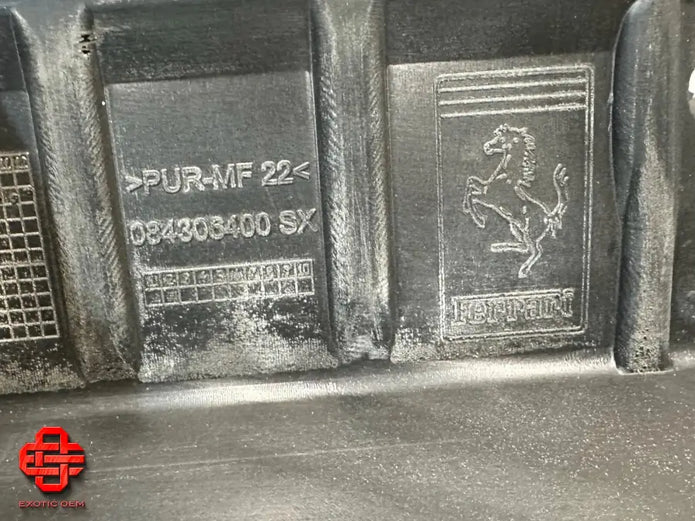 >PUR-MF 22<
084306400 SX
Ferrari
EXOTIC OEM